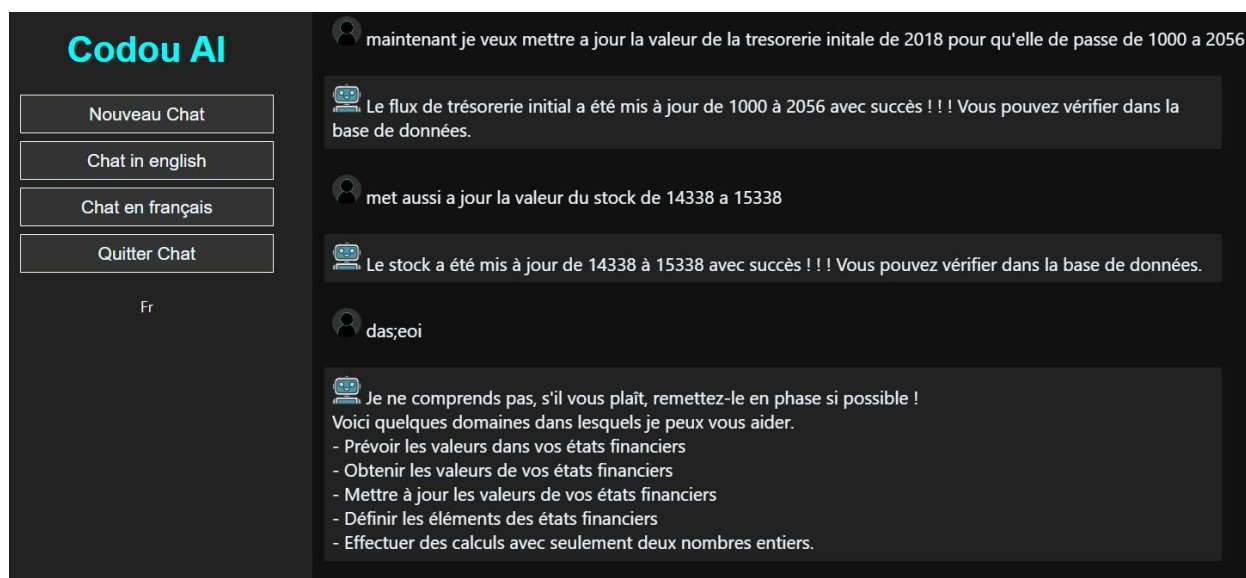 Codou AI
Nouveau Chat
Chat in english
Chat en français
Quitter Chat
Fr
maintenant je veux mettre a jour la valeur de la tresorerie initale de 2018 pour qu'elle de passe de 1000 a 2056
Le flux de trésorerie initial a été mis à jour de 1000 à 2056 avec succès ! ! ! Vous pouvez vérifier dans la
base de données.
met aussi a jour la valeur du stock de 14338 a 15338
Le stock a été mis à jour de 14338 à 15338 avec succès ! ! ! Vous pouvez vérifier dans la base de données.
das;eoi
Je ne comprends pas, s'il vous plaît, remettez-le en phase si possible !
Voici quelques domaines dans lesquels je peux vous aider.
- Prévoir les valeurs dans vos états financiers
- Obtenir les valeurs de vos états financiers
- Mettre à jour les valeurs de vos états financiers
- Définir les éléments des états financiers
- Effectuer des calculs avec seulement deux nombres entiers.